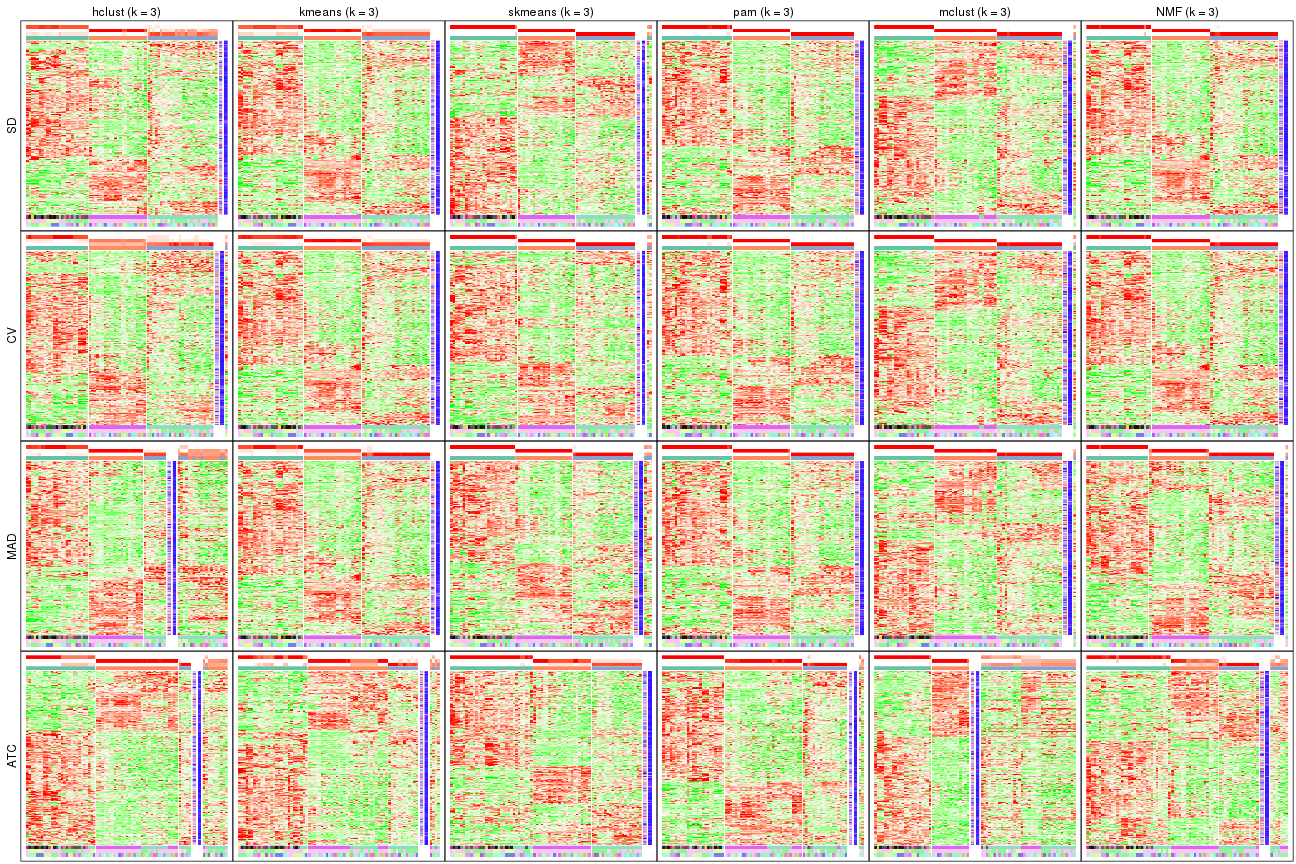 hclust (k = 3)
kmeans (k = 3)
skmeans (k = 3)
pam (k = 3)
mclust (k = 3)
NMF (k = 3)
SD
CV
MAD
ATC